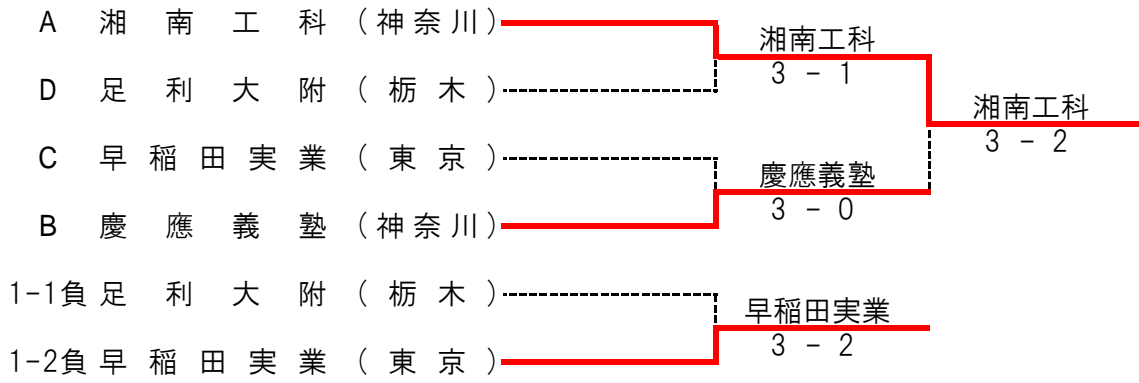 A 湘南工科（神奈川）
湘南工科
3 - 1
D 足利大附（栃木）
湘南工科
3 - 2
C 早稲田実業（東京）
慶應義塾
3 - 0
B 慶應義塾（神奈川）
1-1負 足利大附（栃木）
早稲田実業
3 - 2
1-2負 早稲田実業（東京）